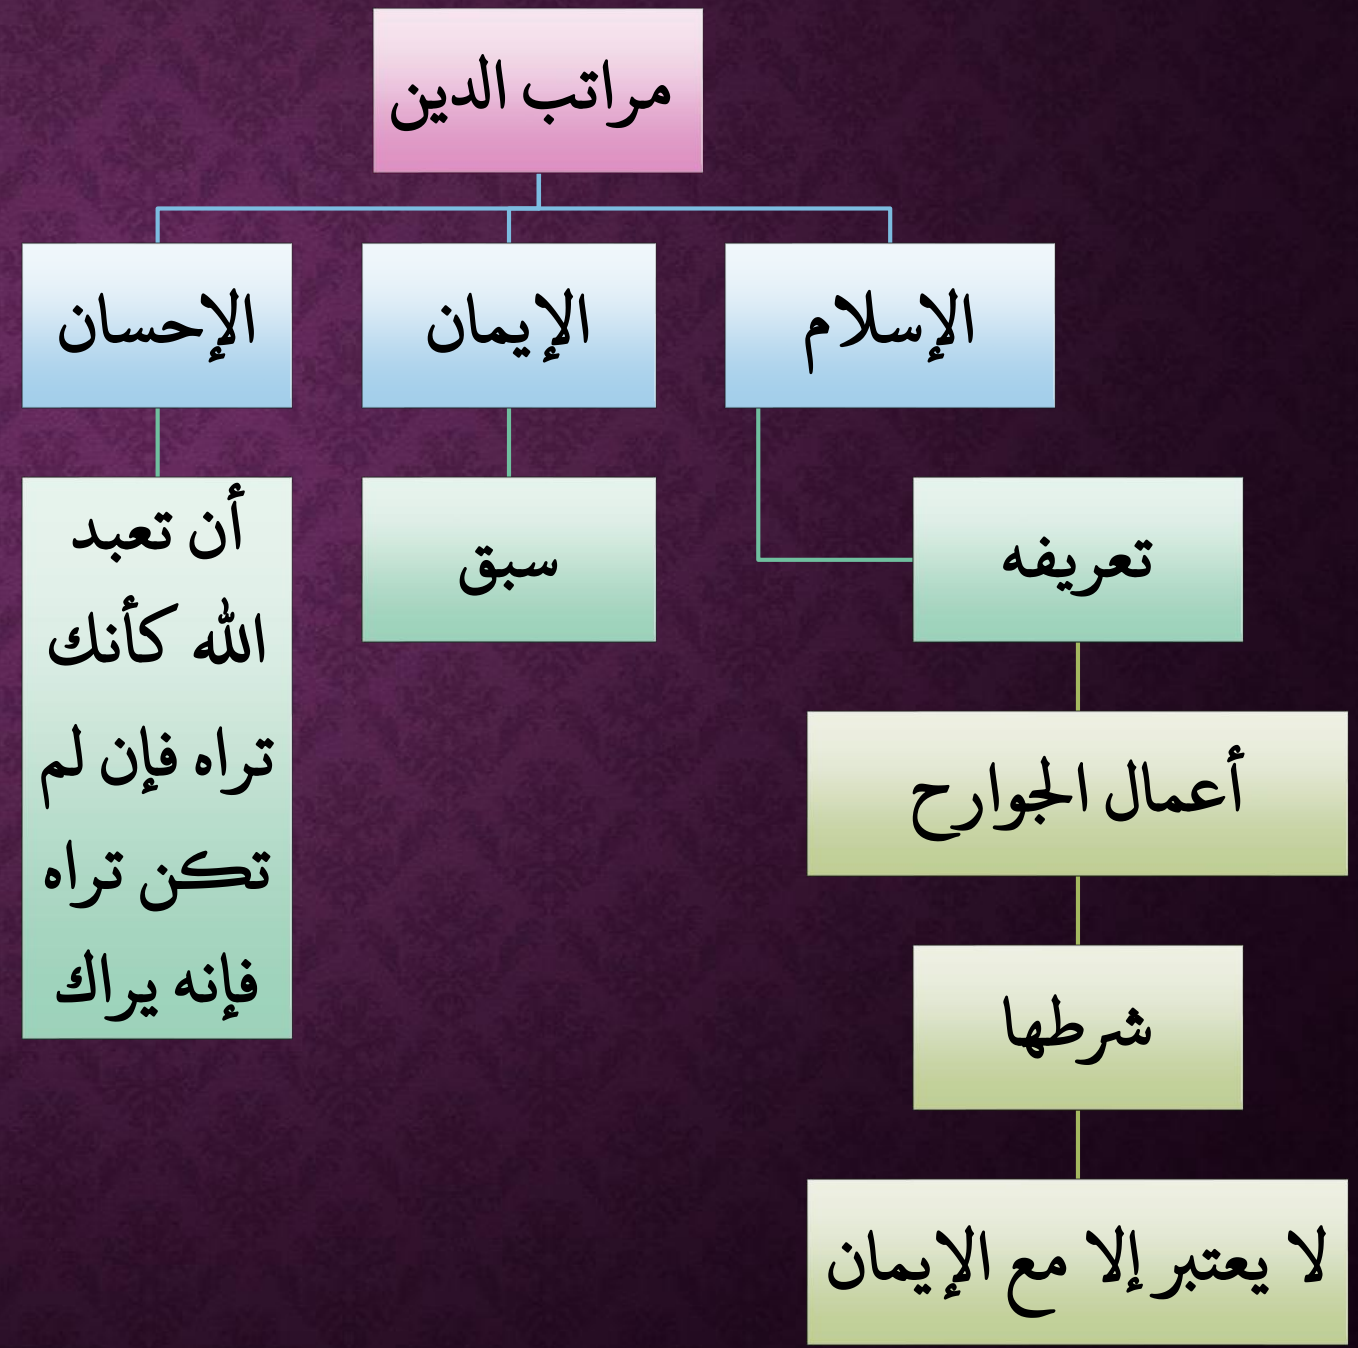 مراتب الدين
الإسلام
الإيمان
الإحسان
تعريفه
سبق
أن تعبد
الله كأنك
تراه فإن لم
تكن تراه
فإنه يراك
أعمال الجوارح
شرطها
لا يعتبر إلا مع الإيمان